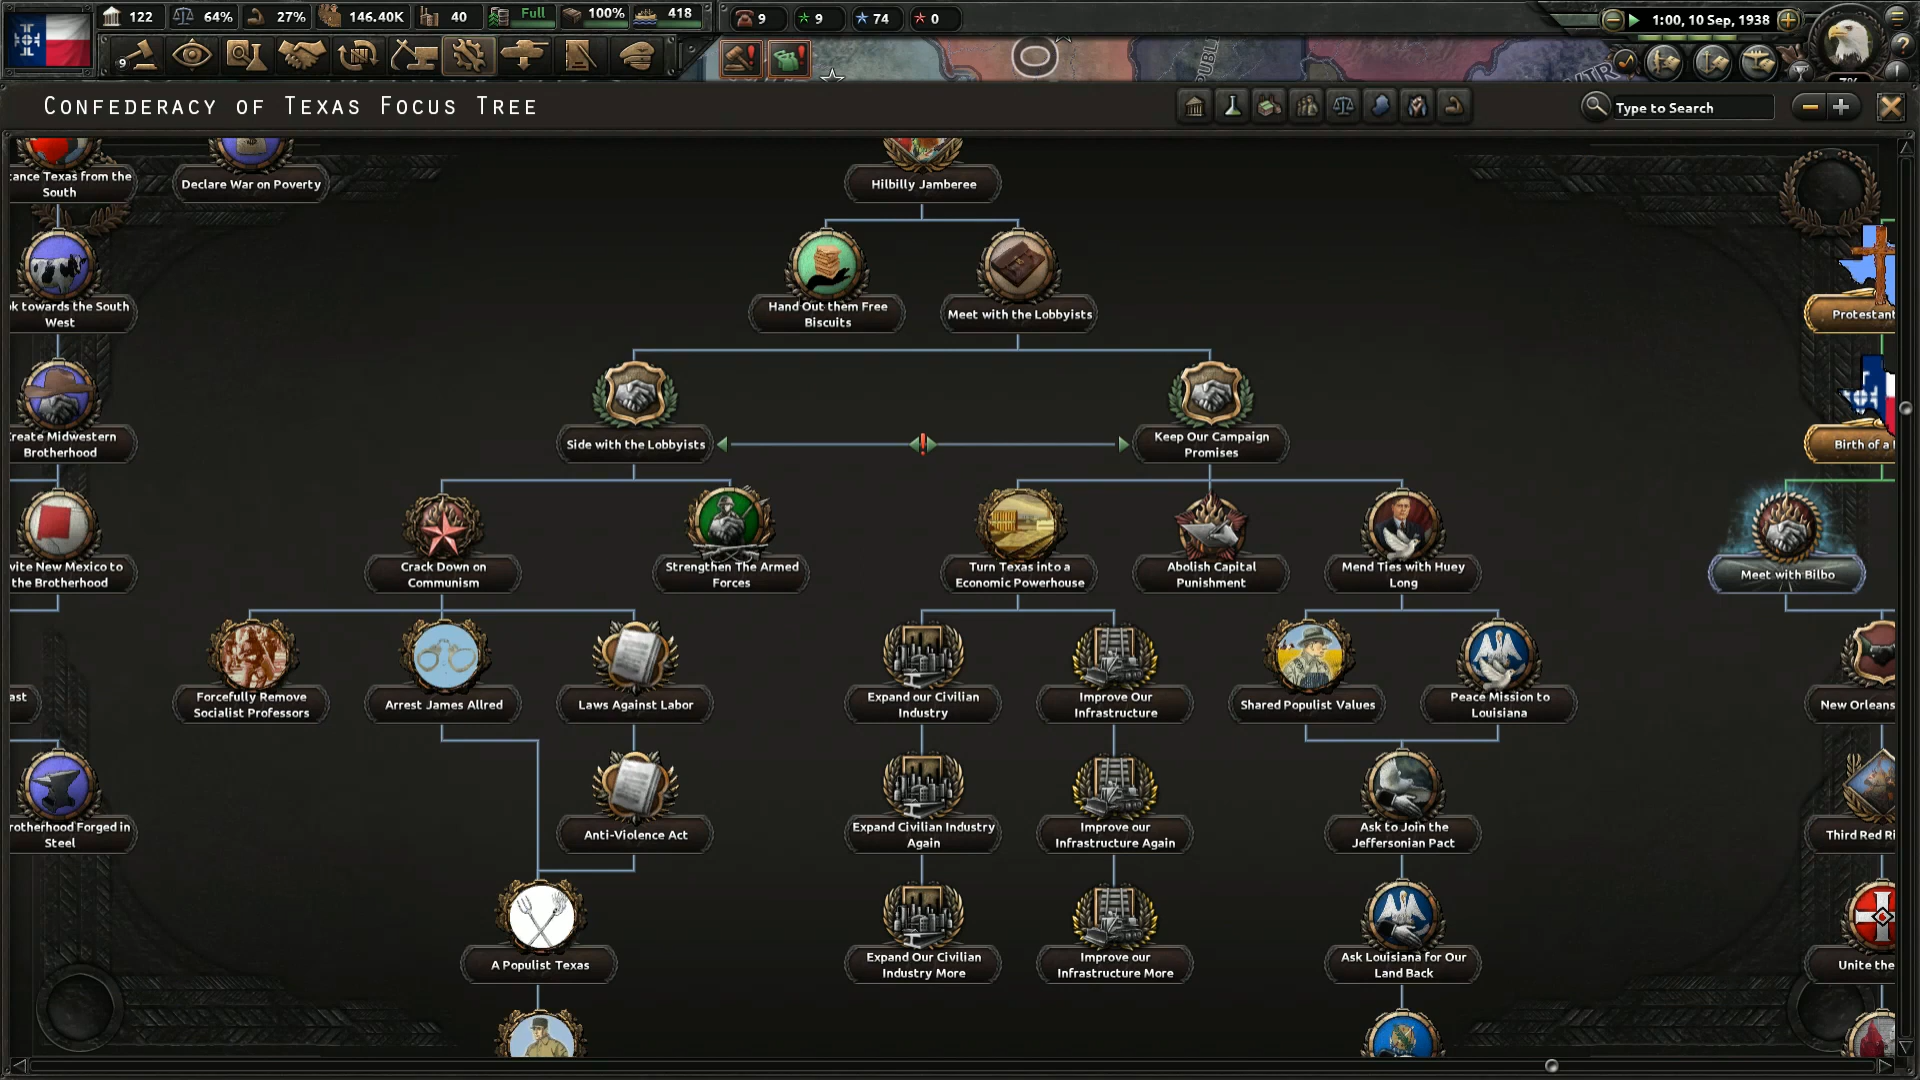 122
64%
27%
146.40K
40
Full
100%
418
9
9
74
0
1:00, 10 Sep, 1938
9
7%
Confederacy of Texas Focus Tree
Type to Search
tance Texas from the
South
Declare War on Poverty
Hilbilly Jamberee
ok towards the South
West
Hand Out them Free
Biscuits
Meet with the Lobbyists
Protestant
Create Midwestern
Brotherhood
Side with the Lobbyists
Keep Our Campaign
Promises
Birth of a
vite New Mexico to
the Brotherhood
Crack Down on
Communism
Strengthen The Armed
Forces
Turn Texas into a
Economic Powerhouse
Abolish Capital
Punishment
Mend Ties with Huey
Long
Meet with Bilbo
ast
Forcefully Remove
Socialist Professors
Arrest James Allred
Laws Against Labor
Expand our Civilian
Industry
Improve Our
Infrastructure
Shared Populist Values
Peace Mission to
Louisiana
New Orleans
rotherhood Forged in
Steel
Anti-Violence Act
Expand Civilian Industry
Again
Improve our
Infrastructure Again
Ask to Join the
Jeffersonian Pact
Third Red Ri
A Populist Texas
Expand Our Civilian
Industry More
Improve our
Infrastructure More
Ask Louisiana for Our
Land Back
Unite the